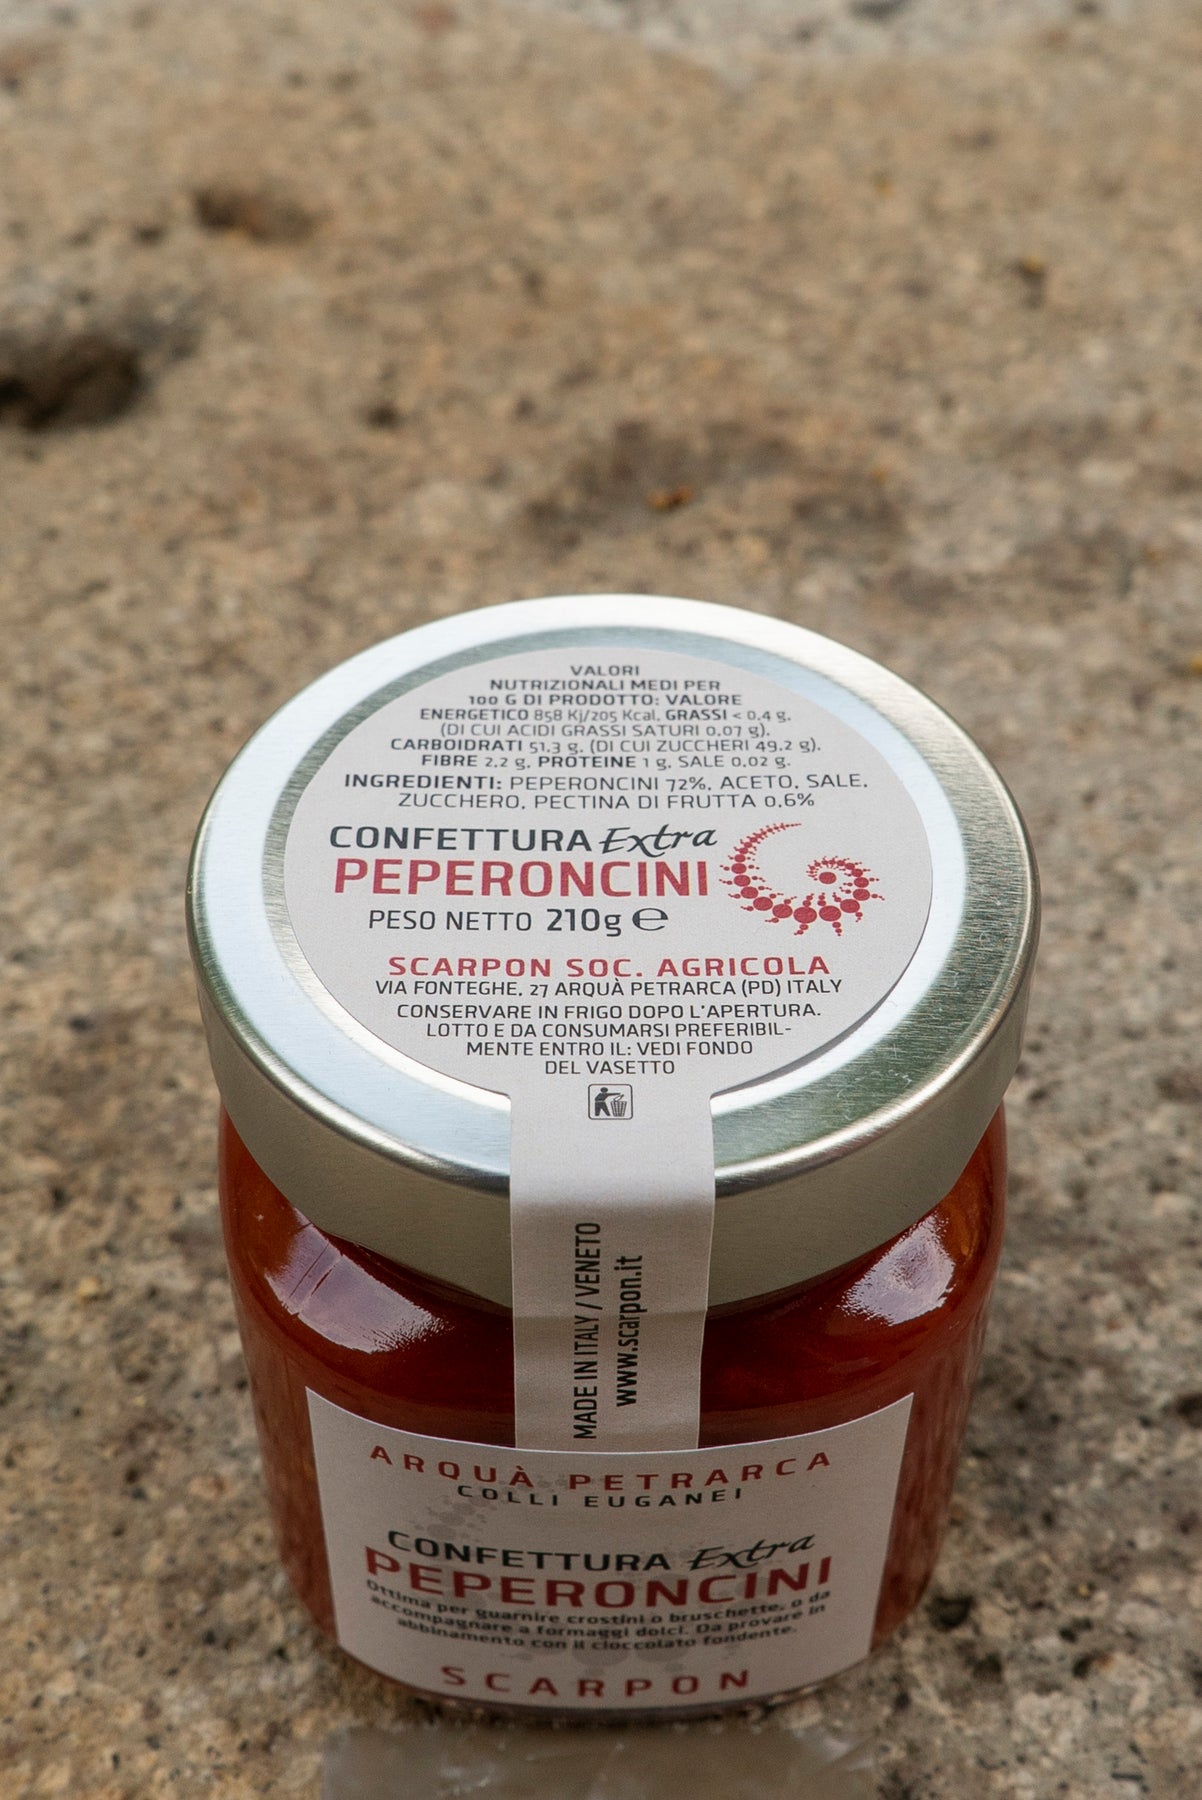 VALORI
NUTRIZIONALI MEDI PER
100 G DI PRODOTTO: VALORE
ENERGETICO 858 Kj/205 Kcal. GRASSI < 0.4 g.
(DI CUI ACIDI GRASSI SATURI 0.07 g).
CARBOIDRATI 51.3 g. (DI CUI ZUCCHERI 49.2 g).
FIBRE 2.2 g. PROTEINE 1 g, SALE 0.02 g.
INGREDIENTI: PEPERONCINI 72%, ACETO, SALE,
ZUCCHERO, PECTINA DI FRUTTA 0.6%
CONFETTURA Extra
PEPERONCINI
PESO NETTO 210g ℮
SCARPON SOC. AGRICOLA
VIA FONTEGHE, 27 ARQUÀ PETRARCA (PD) ITALY
CONSERVARE IN FRIGO DOPO L'APERTURA.
LOTTO E DA CONSUMARSI PREFERIBIL-
MENTE ENTRO IL: VEDI FONDO
DEL VASETTO
MADE IN ITALY / VENETO
www.scarpon.it
ARQUÀ PETRARCA
COLLI EUGANEI
CONFETTURA Extra
PEPERONCINI
Ottima per guarnire crostini o bruschette, o da
accompagnare a formaggi dolci. Da provare in
abbinamento con il cioccolato fondente.
SCARPON